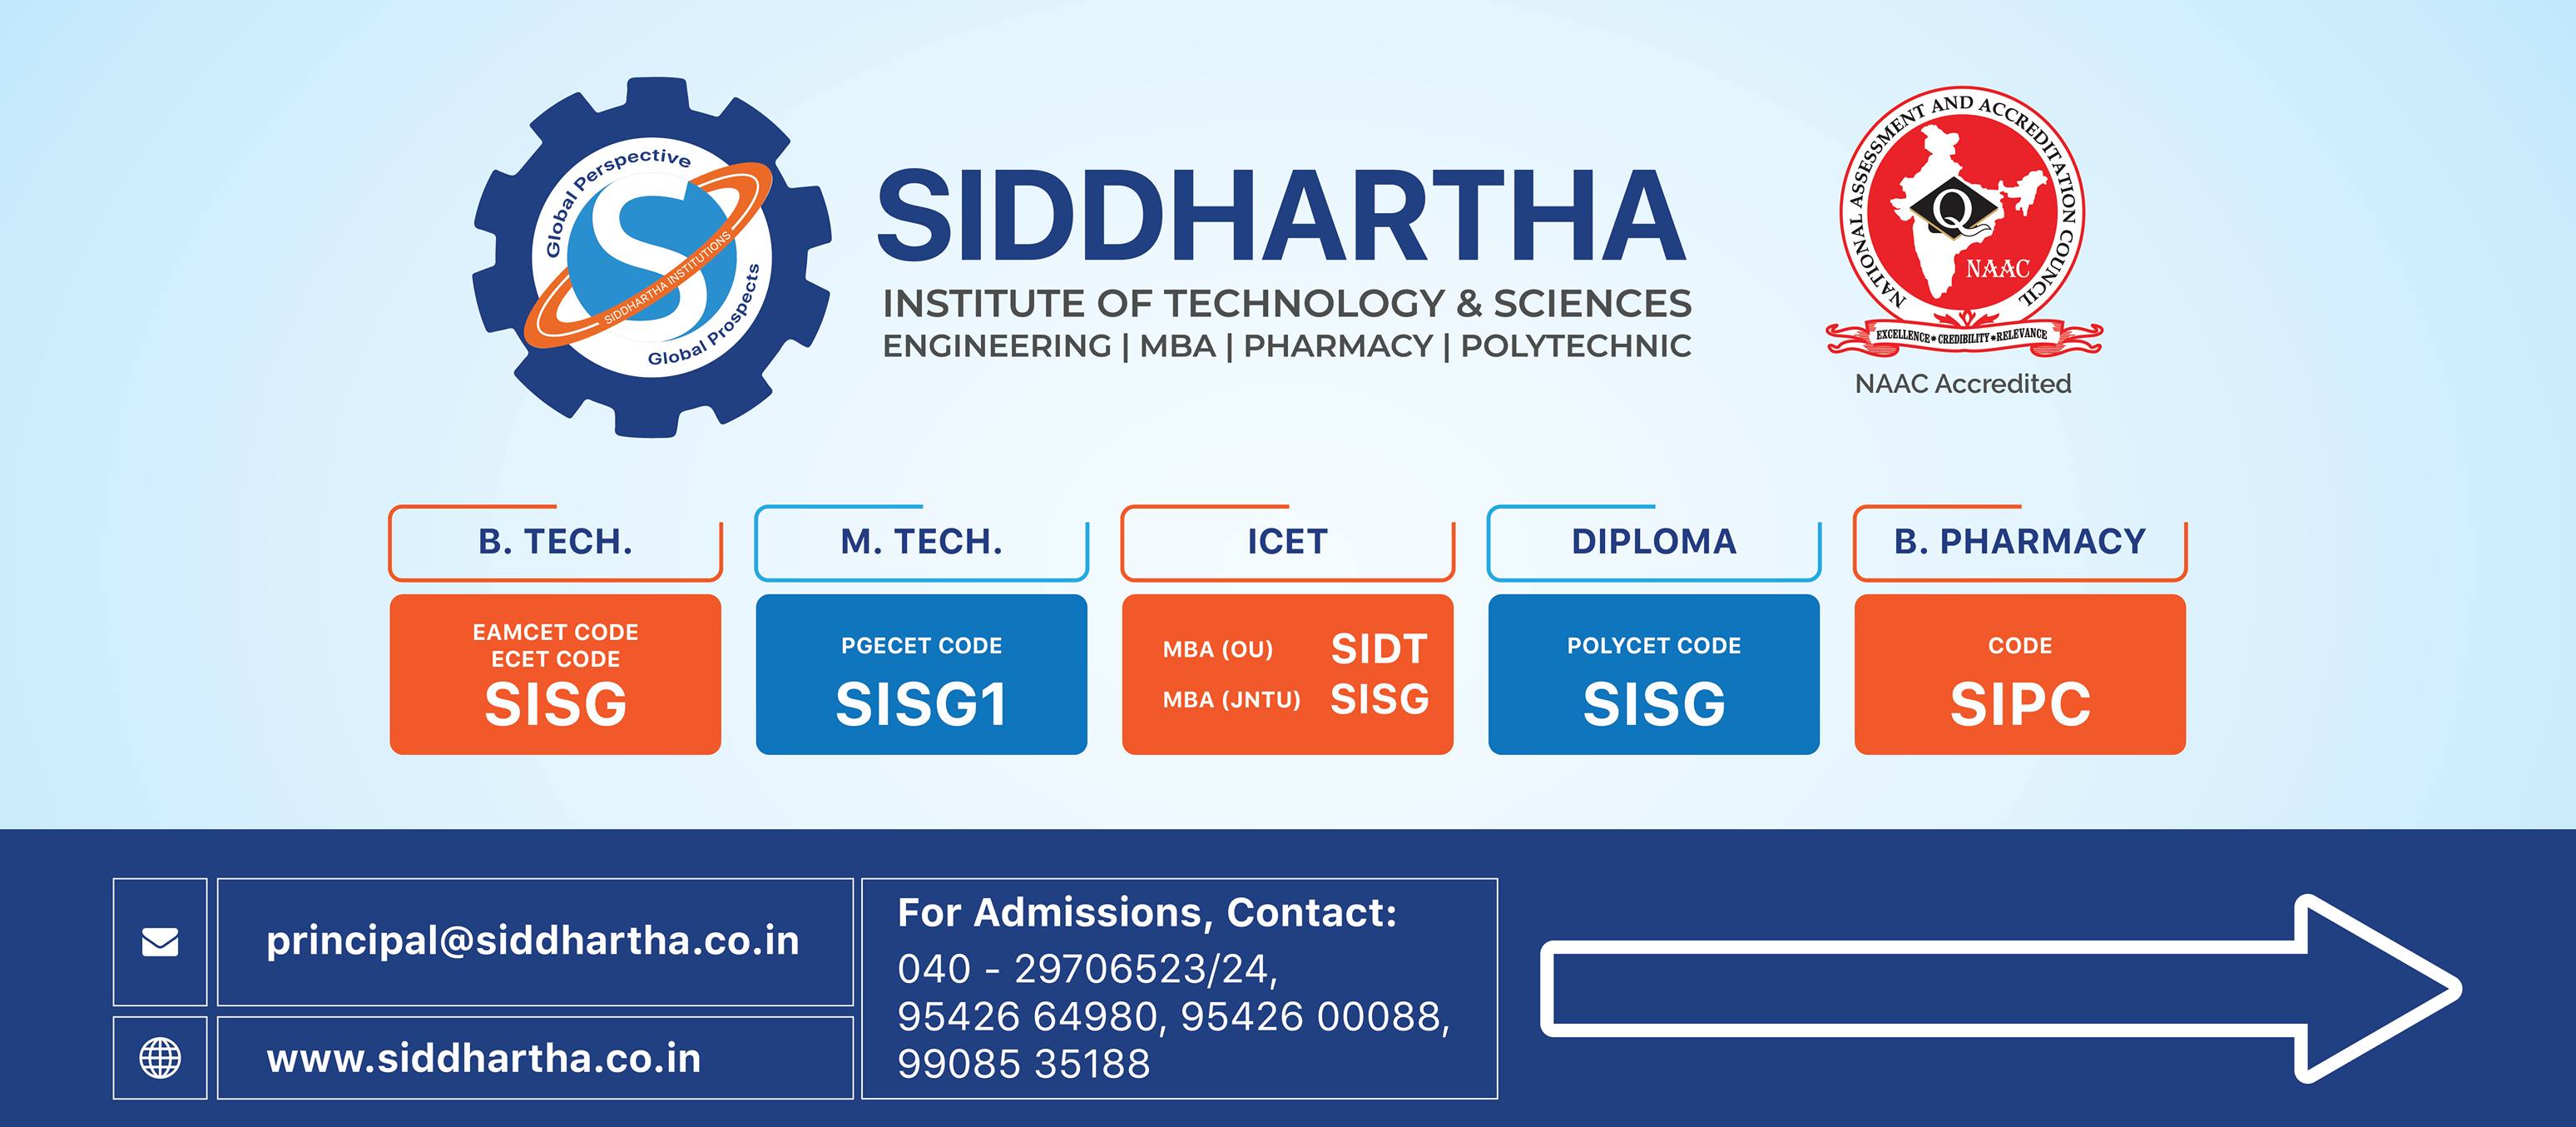 Global Perspective
SIDDHARTHA INSTITUTIONS
Global Prospects
SIDDHARTHA
INSTITUTE OF TECHNOLOGY & SCIENCES
ENGINEERING | MBA | PHARMACY | POLYTECHNIC
NATIONAL ASSESSMENT AND ACCREDITATION COUNCIL
Q
NAAC
EXCELLENCE★CREDIBILITY★RELEVANCE
NAAC Accredited
B. TECH.
EAMCET CODE
ECET CODE
SISG
M. TECH.
PGECET CODE
SISG1
ICET
MBA (OU) SIDT
MBA (JNTU) SISG
DIPLOMA
POLYCET CODE
SISG
B. PHARMACY
CODE
SIPC
principal@siddhartha.co.in
www.siddhartha.co.in
For Admissions, Contact:
040 - 29706523/24,
95426 64980, 95426 00088,
99085 35188